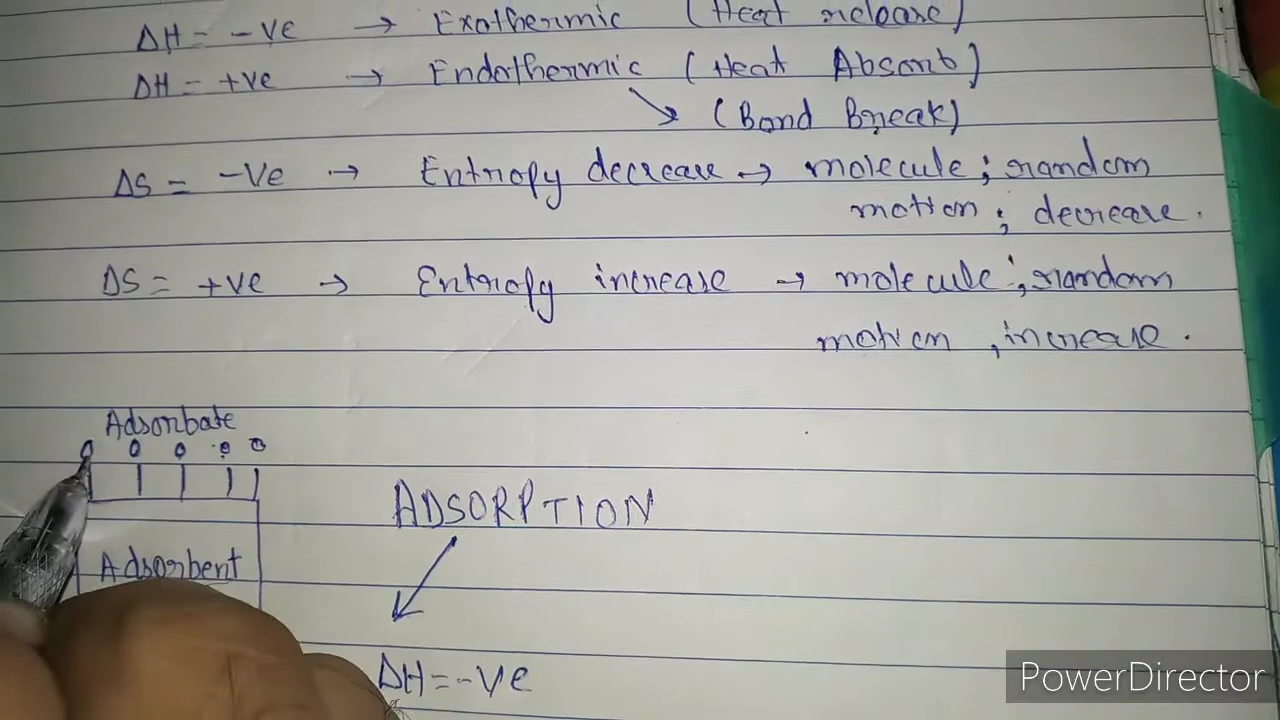 ΔH = -ve → Exothermic (Heat release)
ΔH = +ve → Endothermic (Heat Absorb)
↘ (Bond Break)
ΔS = -Ve → Entropy decrease → molecule; random
motion; decrease.
ΔS = +ve → Entropy increase → molecule; random
motion, increase.
Adsorbate
ADSORPTION
Adsorbent
ΔH = -ve
PowerDirector